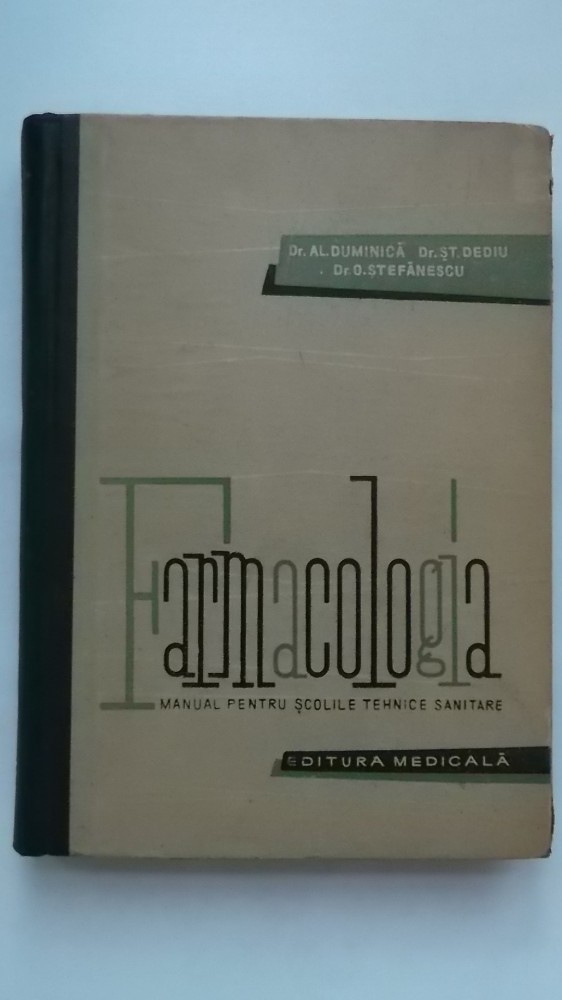 Dr. AL. DUMINICĂ Dr. ŞT. DEDIU
Dr. O. ŞTEFĂNESCU
Farmacologia
MANUAL PENTRU ŞCOLILE TEHNICE SANITARE
EDITURA MEDICALĂ